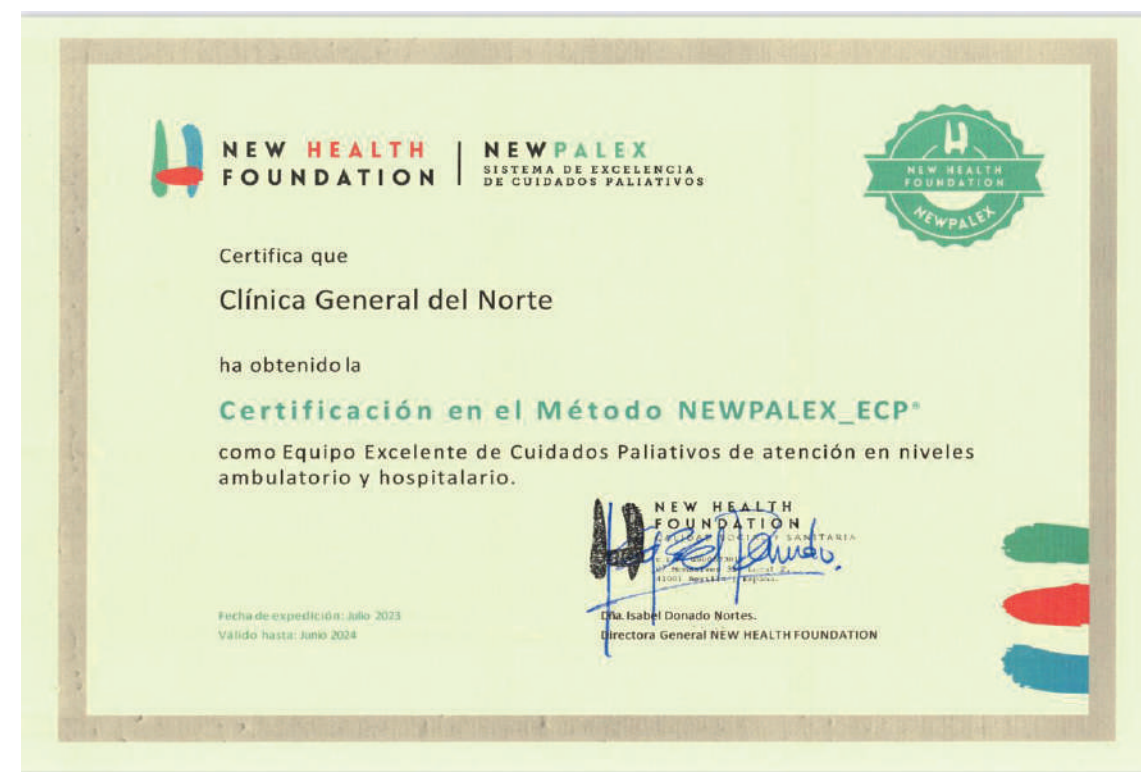 NEW HEALTH
FOUNDATION
NEWPALEX
SISTEMA DE EXCELENCIA
DE CUIDADOS PALIATIVOS
NEW HEALTH
FOUNDATION
NEWPALEX
Certifica que
Clínica General del Norte
ha obtenido la
Certificación en el Método NEWPALEX_ECP®
como Equipo Excelente de Cuidados Paliativos de atención en niveles
ambulatorio y hospitalario.
NEW HEALTH
FOUNDATION
SANITARIA
41001
Fecha de expedición: Julio 2023
Válido hasta: Junio 2024
Dña. Isabel Donado Nortes.
Directora General NEW HEALTH FOUNDATION